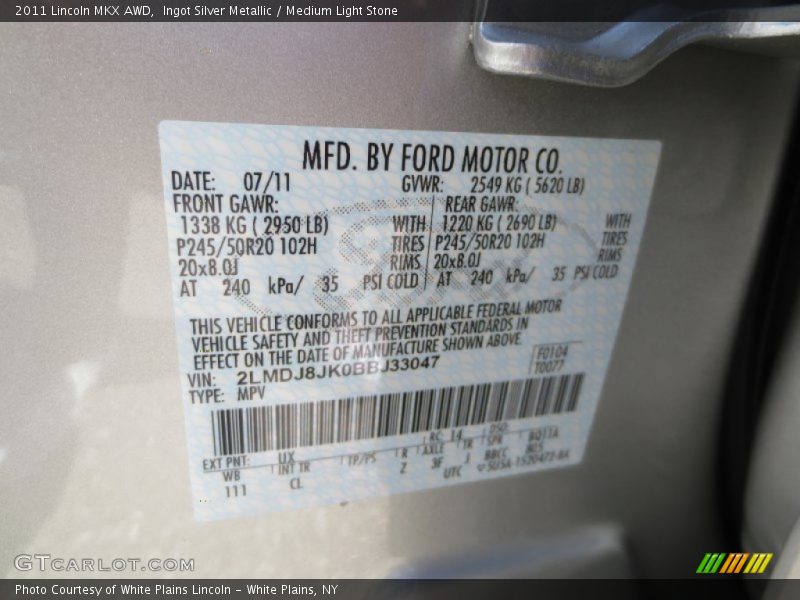 2011 Lincoln MKX AWD, Ingot Silver Metallic / Medium Light Stone
MFD. BY FORD MOTOR CO.
DATE: 07/11 GVWR: 2549 KG ( 5620 LB)
FRONT GAWR: REAR GAWR:
1338 KG ( 2950 LB) WITH 1220 KG ( 2690 LB) WITH
P245/50R20 102H TIRES P245/50R20 102H TIRES
20x8.0J RIMS 20x8.0J RIMS
AT 240 kPa/ 35 PSI COLD AT 240 kPa/ 35 PSI COLD
THIS VEHICLE CONFORMS TO ALL APPLICABLE FEDERAL MOTOR
VEHICLE SAFETY AND THEFT PREVENTION STANDARDS IN
EFFECT ON THE DATE OF MANUFACTURE SHOWN ABOVE
VIN: 2LMDJ8JK0BBJ33047 F0104
TYPE: MPV T0077
EXT PNT: UX RC 14 DSO
WB INT TR TP/PS R AXLE TR SPR
111 CL Z 3F J
UTC
GTCARLOT.COM
Photo Courtesy of White Plains Lincoln - White Plains, NY